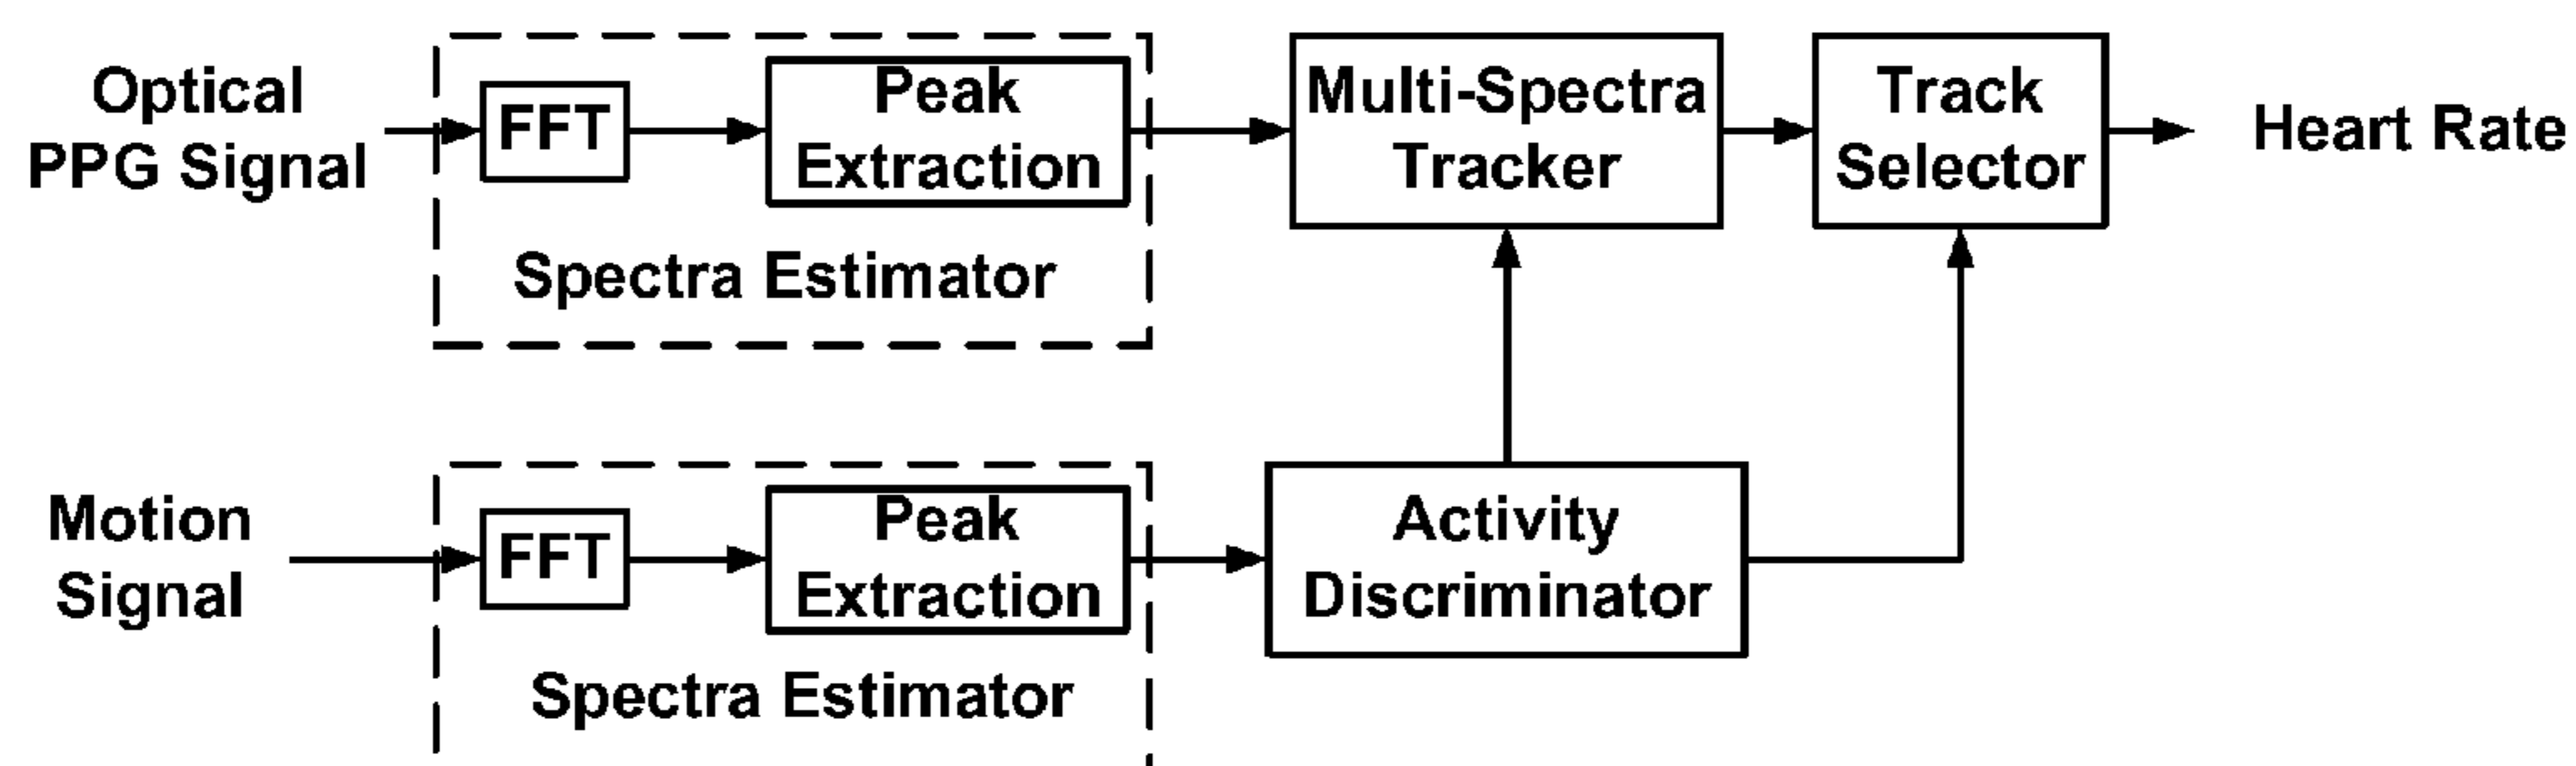 Optical
PPG Signal
FFT
Peak
Extraction
Spectra Estimator
Multi-Spectra
Tracker
Track
Selector
Heart Rate
Motion
Signal
FFT
Peak
Extraction
Spectra Estimator
Activity
Discriminator